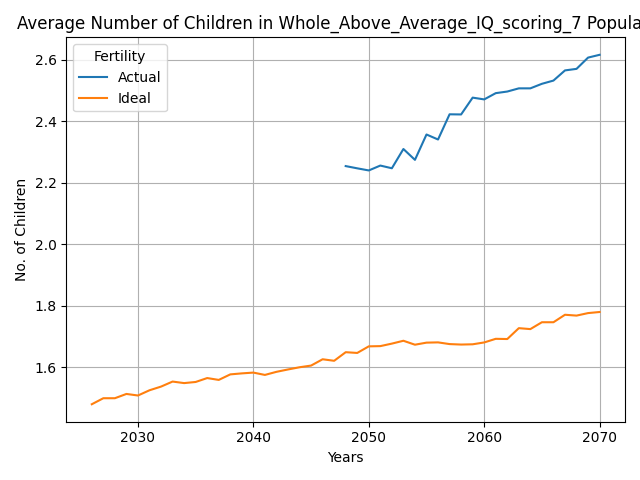 Average Number of Children in Whole_Above_Average_IQ_scoring_7 Popula
Fertility
Actual
Ideal
2.6
2.4
2.2
2.0
1.8
1.6
No. of Children
2030 2040 2050 2060 2070
Years